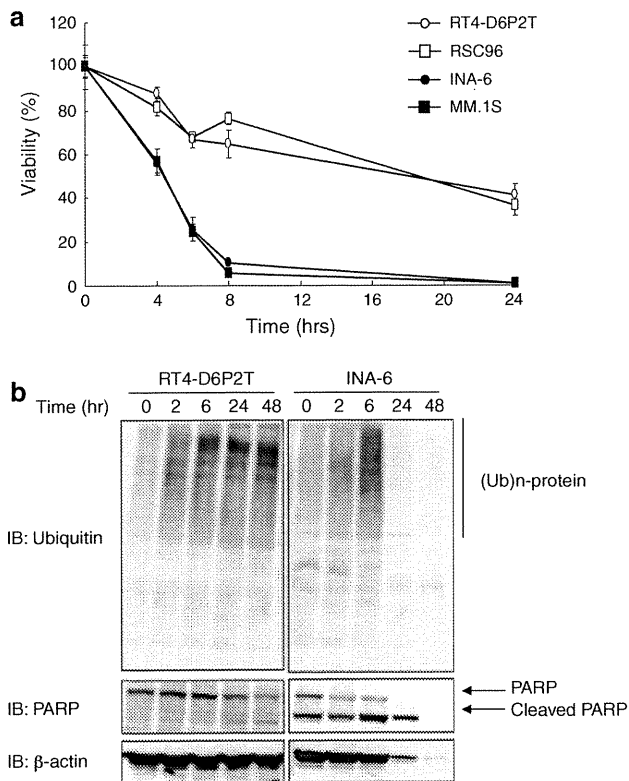 a
120
100
80
60
40
20
0
Viability (%)
0 4 8 12 16 20 24
Time (hrs)
RT4-D6P2T
RSC96
INA-6
MM.1S
b
RT4-D6P2T INA-6
Time (hr) 0 2 6 24 48 0 2 6 24 48
(Ub)n-protein
IB: Ubiquitin
IB: PARP
PARP
Cleaved PARP
IB: β-actin